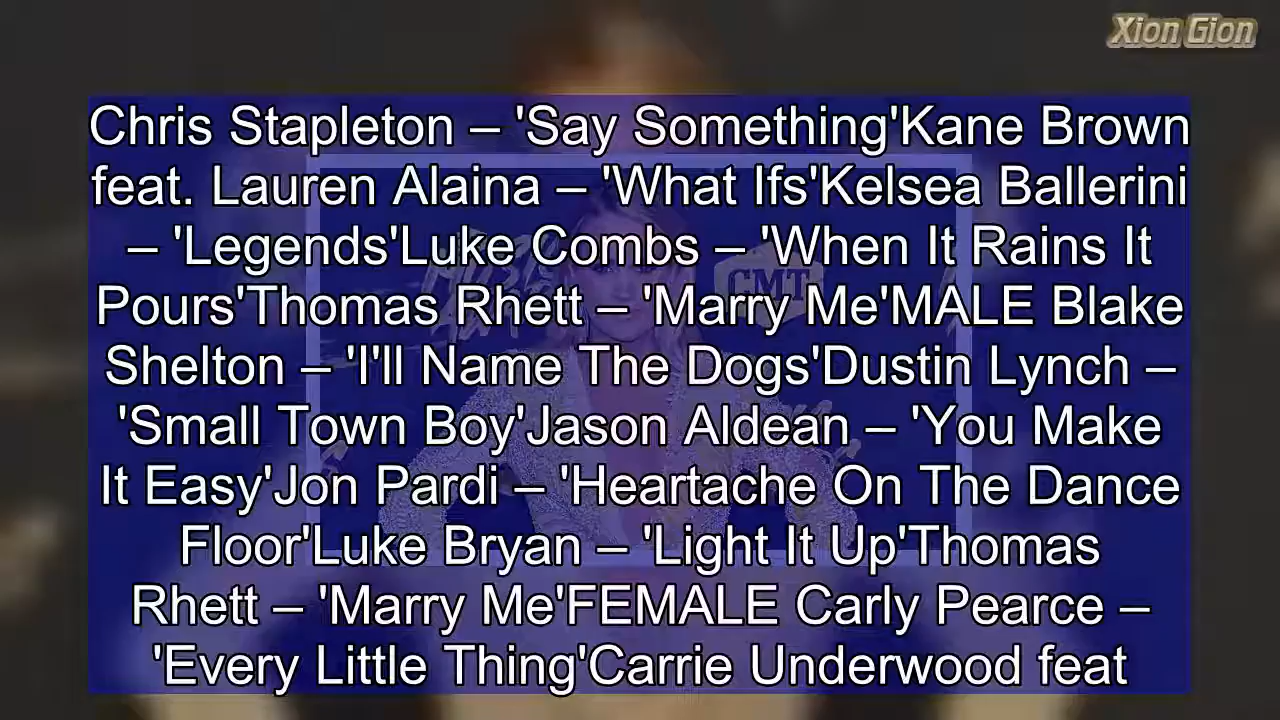 Xion Gion
Chris Stapleton – 'Say Something'Kane Brown
feat. Lauren Alaina – 'What Ifs'Kelsea Ballerini
– 'Legends'Luke Combs – 'When It Rains It
Pours'Thomas Rhett – 'Marry Me'MALE Blake
Shelton – 'I'll Name The Dogs'Dustin Lynch –
'Small Town Boy'Jason Aldean – 'You Make
It Easy'Jon Pardi – 'Heartache On The Dance
Floor'Luke Bryan – 'Light It Up'Thomas
Rhett – 'Marry Me'FEMALE Carly Pearce –
'Every Little Thing'Carrie Underwood feat
CMT